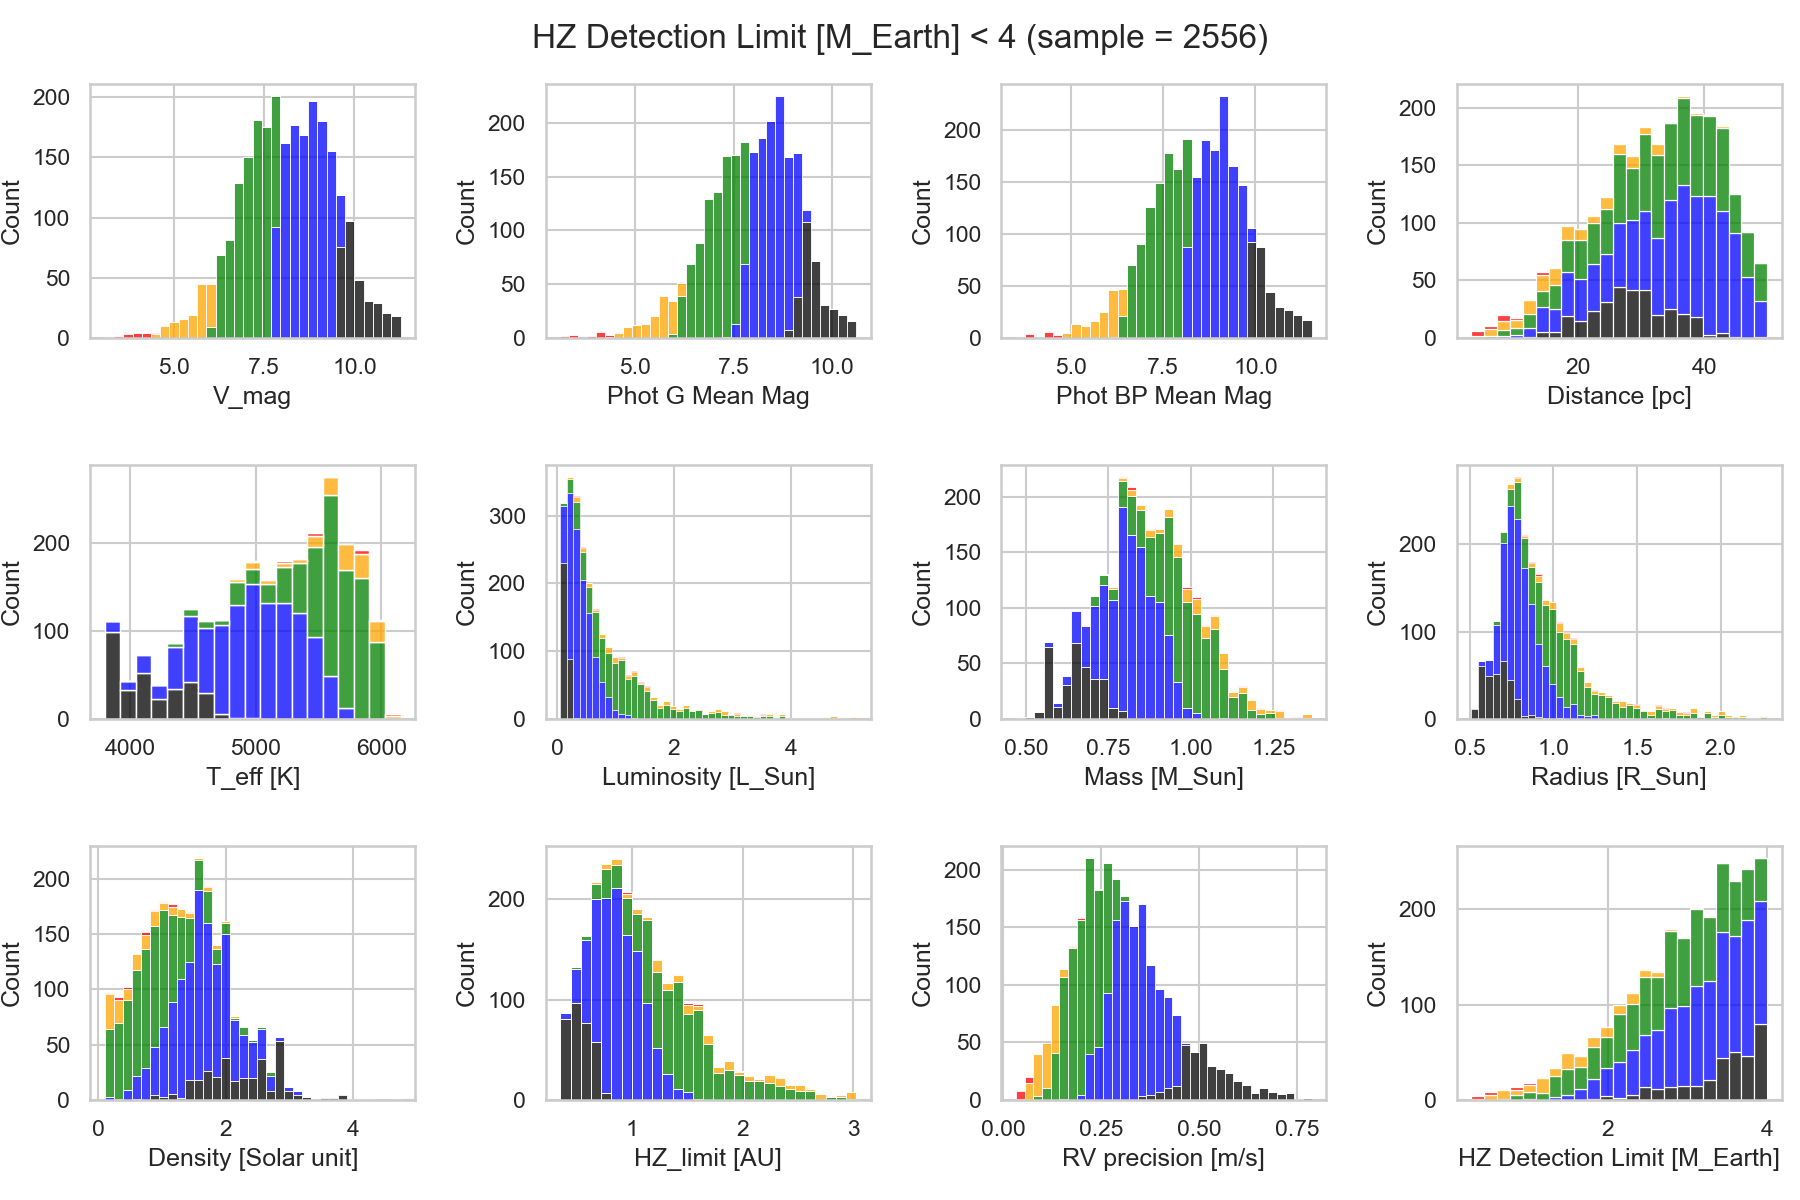 HZ Detection Limit [M_Earth] < 4 (sample = 2556)
Count
200
150
100
50
0
5.0 7.5 10.0
V_mag
Count
200
150
100
50
0
5.0 7.5 10.0
Phot G Mean Mag
Count
200
150
100
50
0
5.0 7.5 10.0
Phot BP Mean Mag
Count
200
150
100
50
0
20 40
Distance [pc]
Count
200
100
0
4000 5000 6000
T_eff [K]
Count
300
200
100
0
0 2 4
Luminosity [L_Sun]
Count
200
150
100
50
0
0.50 0.75 1.00 1.25
Mass [M_Sun]
Count
200
100
0
0.5 1.0 1.5 2.0
Radius [R_Sun]
Count
200
150
100
50
0
0 2 4
Density [Solar unit]
Count
200
100
0
1 2 3
HZ_limit [AU]
Count
200
150
100
50
0
0.00 0.25 0.50 0.75
RV precision [m/s]
Count
200
100
0
2 4
HZ Detection Limit [M_Earth]